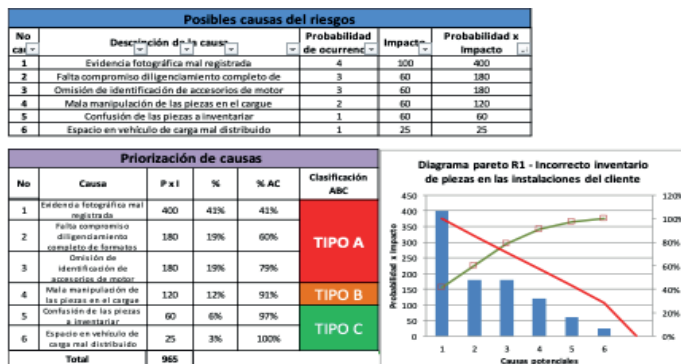 Posibles causas del riesgos
No Descripción de la causa Probabilidad Impacto Probabilidad x
de ocurrenc Impacto
1 Evidencia fotográfica mal registrada 4 100 400
2 Falta compromiso diligenciamiento completo de 3 60 180
3 Omisión de identificación de accesorios de motor 3 60 180
4 Mala manipulación de las piezas en el cargue 2 60 120
5 Confusión de las piezas a inventariar 1 60 60
6 Espacio en vehículo de carga mal distribuido 1 25 25
Priorización de causas
No Causa P x I % % AC Clasificación
ABC
1 Evidencia fotográfica mal
registrada 400 41% 41%
2 Falta compromiso
diligenciamiento
completo de formatos 180 19% 60%
TIPO A
3 Omisión de
identificación de
accesorios de motor 180 19% 79%
4 Mala manipulación de
las piezas en el cargue 120 12% 91% TIPO B
5 Confusión de las piezas
a inventariar 60 6% 97%
TIPO C
6 Espacio en vehículo de
carga mal distribuido 25 3% 100%
Total 965
Diagrama pareto R1 - Incorrecto inventario
de piezas en las instalaciones del cliente
Probabilidad x Impacto
450
400
350
300
250
200
150
100
50
0
120%
100%
80%
60%
40%
20%
0%
1 2 3 4 5 6
Causas potenciales